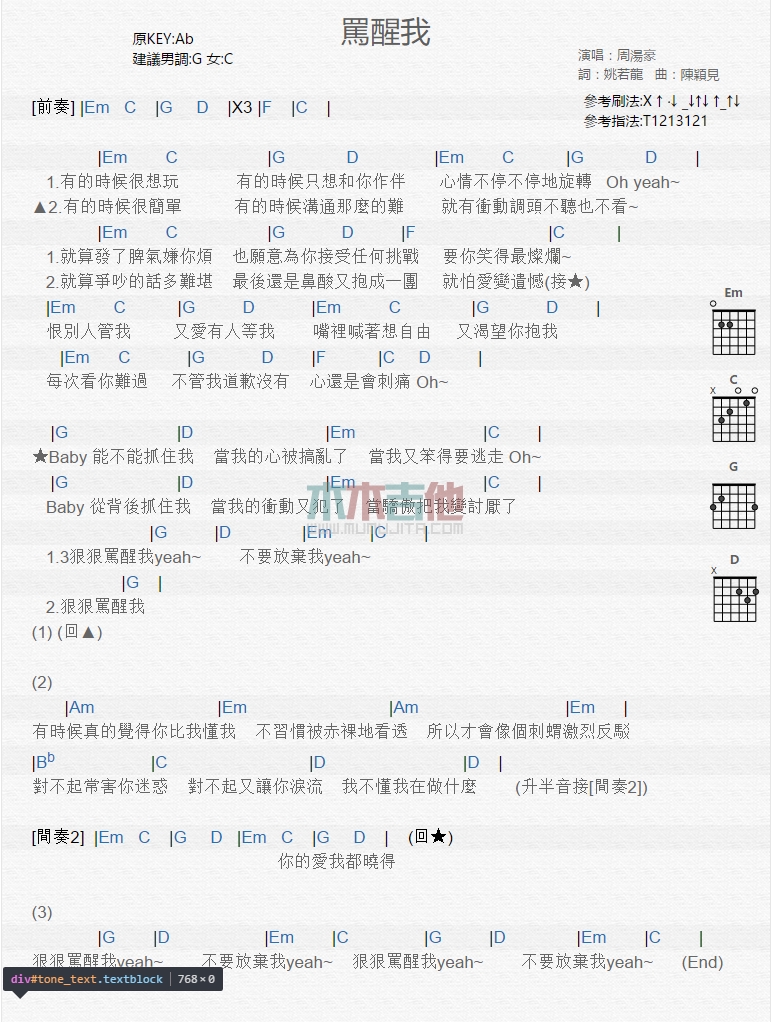 罵醒我
原KEY:Ab
建議男調:G 女:C
演唱：周湯豪
詞：姚若龍 曲：陳穎見
參考刷法:X↑·↓ _↓↑↓↑_↑↓
參考指法:T1213121
[前奏] |Em C |G D |X3 |F |C |
|Em C |G D |Em C |G D |
1.有的時候很想玩 有的時候只想和你作伴 心情不停不停地旋轉 Oh yeah~
▲2.有的時候很簡單 有的時候溝通那麼的難 就有衝動調頭不聽也不看~
|Em C |G D |F |C |
1.就算發了脾氣嫌你煩 也願意為你接受任何挑戰 要你笑得最燦爛~
2.就算爭吵的話多難堪 最後還是鼻酸又抱成一團 就怕愛變遺憾(接★)
|Em C |G D |Em C |G D |
恨別人管我 又愛有人等我 嘴裡喊著想自由 又渴望你抱我
|Em C |G D |F |C D |
每次看你難過 不管我道歉沒有 心還是會刺痛 Oh~
|G |D |Em |C |
★Baby 能不能抓住我 當我的心被搞亂了 當我又笨得要逃走 Oh~
|G |D |Em |C |
Baby 從背後抓住我 當我的衝動又犯了 當驕傲把我變討厭了
|G |D |Em |C |
1.3狠狠罵醒我yeah~ 不要放棄我yeah~
|G |
2.狠狠罵醒我
(1) (回▲)
(2)
|Am |Em |Am |Em |
有時候真的覺得你比我懂我 不習慣被赤裸地看透 所以才會像個刺蝟激烈反駁
|Bb |C |D |D |
對不起常害你迷惑 對不起又讓你淚流 我不懂我在做什麼 (升半音接[間奏2])
[間奏2] |Em C |G D |Em C |G D | (回★)
你的愛我都曉得
(3)
|G |D |Em |C |G |D |Em |C |
狠狠罵醒我yeah~ 不要放棄我yeah~ 狠狠罵醒我yeah~ 不要放棄我yeah~ (End)
Em
C
x
G
D
x
木木吉他
WWW.MUMUJITA.COM
div#tone_text.textblock | 768×0